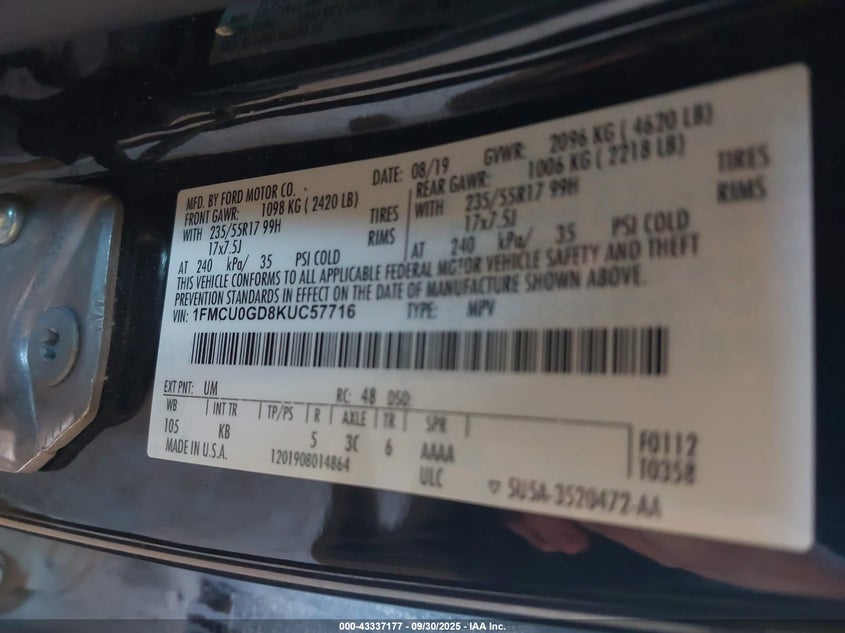 MFD. BY FORD MOTOR CO. DATE: 08/19 GVWR: 2096 KG ( 4620 LB)
FRONT GAWR: 1098 KG ( 2420 LB) REAR GAWR: 1006 KG ( 2218 LB)
WITH 235/55R17 99H TIRES WITH 235/55R17 99H TIRES
17x7.5J RIMS 17x7.5J RIMS
AT 240 kPa/ 35 PSI COLD AT 240 kPa/ 35 PSI COLD
THIS VEHICLE CONFORMS TO ALL APPLICABLE FEDERAL MOTOR VEHICLE SAFETY AND THEFT
PREVENTION STANDARDS IN EFFECT ON THE DATE OF MANUFACTURE SHOWN ABOVE.
VIN: 1FMCU0GD8KUC57716 TYPE: MPV
EXT PNT: UM RC: 48 DSO:
WB INT TR TP/PS R AXLE TR SPR
105 KB 5 3C 6 AAAA F0112
MADE IN U.S.A. 1201908014864 ULC T0358
5U5A-3520472-AA
000-43337177 - 09/30/2025 - IAA Inc.